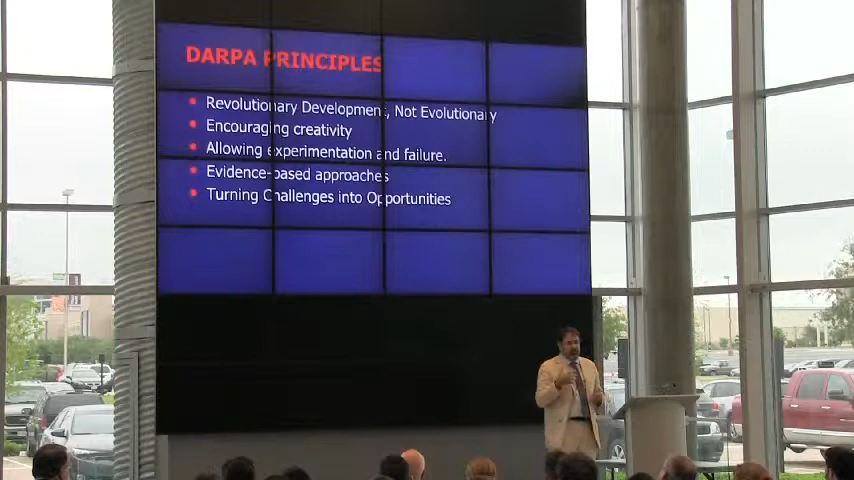 DARPA PRINCIPLES
Revolutionary Development, Not Evolutionary
Encouraging creativity
Allowing experimentation and failure.
Evidence-based approaches
Turning Challenges into Opportunities